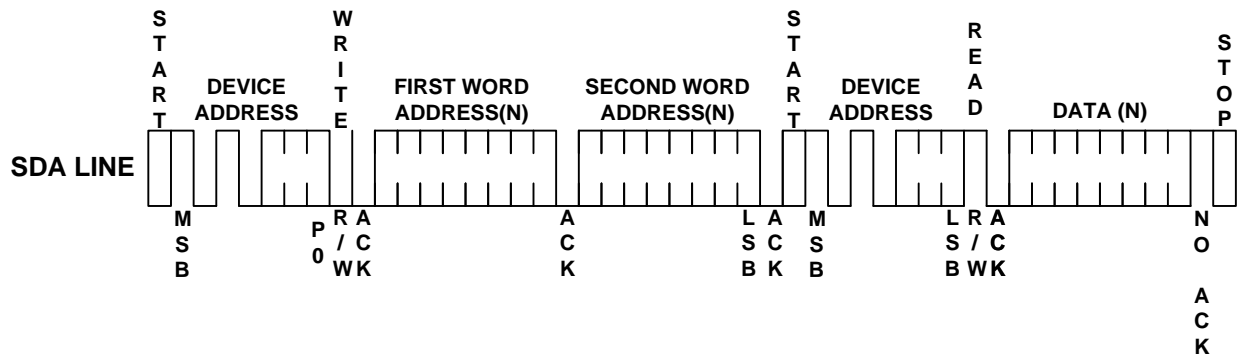 START
WRITE
START
READ
STOP
DEVICE
ADDRESS
FIRST WORD
ADDRESS(N)
SECOND WORD
ADDRESS(N)
DEVICE
ADDRESS
DATA (N)
SDA LINE
MSB
P0
R/W
ACK
ACK
LSB
ACK
MSB
LSB
R/W
ACK
NO ACK